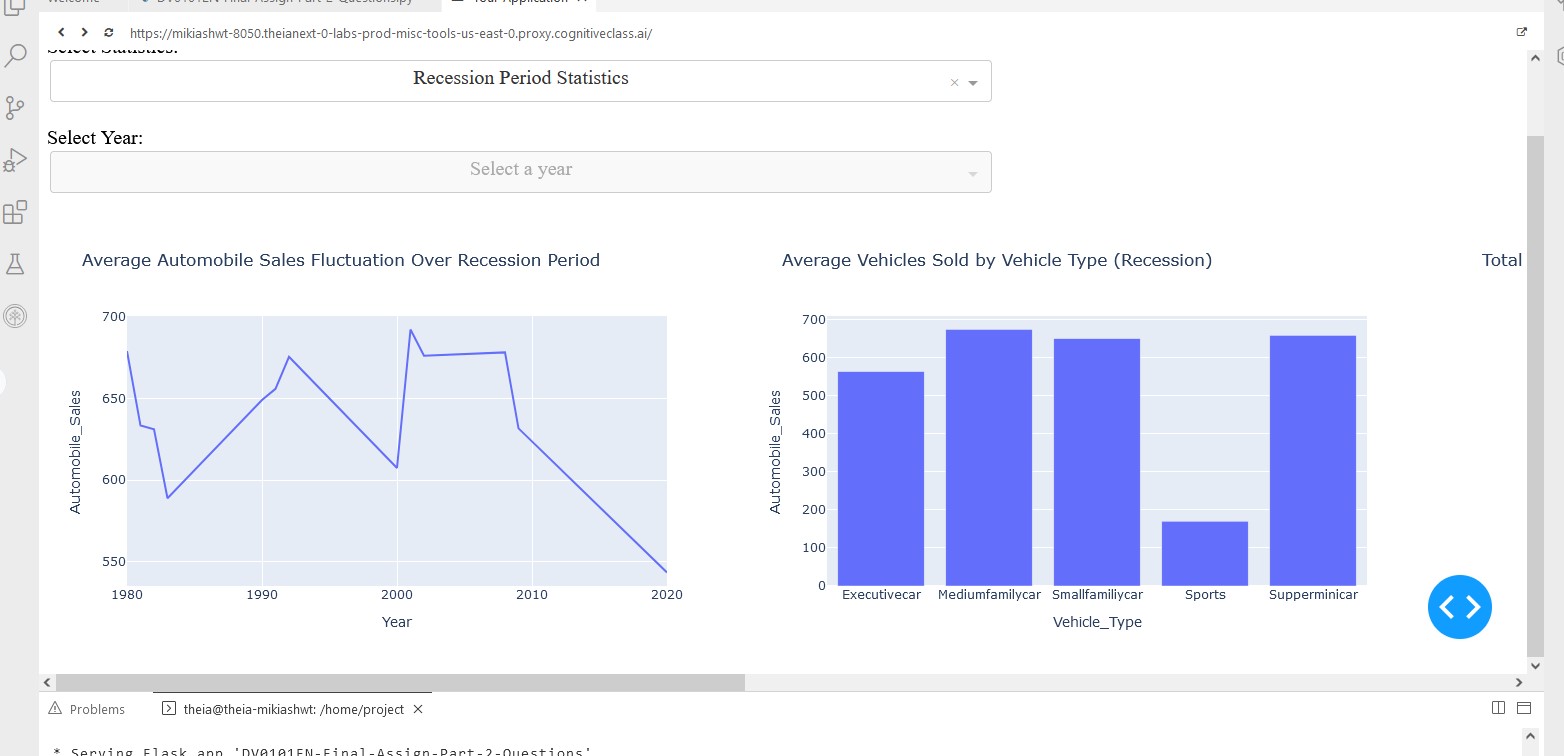 Welcome
DV0101EN-Final-Assign-Part-2-Questions.py
Your Application
https://mikiashwt-8050.theianext-0-labs-prod-misc-tools-us-east-0.proxy.cognitiveclass.ai/
Select Statistics:
Recession Period Statistics
Select Year:
Select a year
Average Automobile Sales Fluctuation Over Recession Period
700
650
600
550
Automobile_Sales
1980 1990 2000 2010 2020
Year
Average Vehicles Sold by Vehicle Type (Recession)
700
600
500
400
300
200
100
0
Automobile_Sales
Executivecar Mediumfamilycar Smallfamiliycar Sports Supperminicar
Vehicle_Type
Total
Problems
theia@theia-mikiashwt: /home/project
* Serving Flask app 'DV0101EN-Final-Assign-Part-2-Questions'